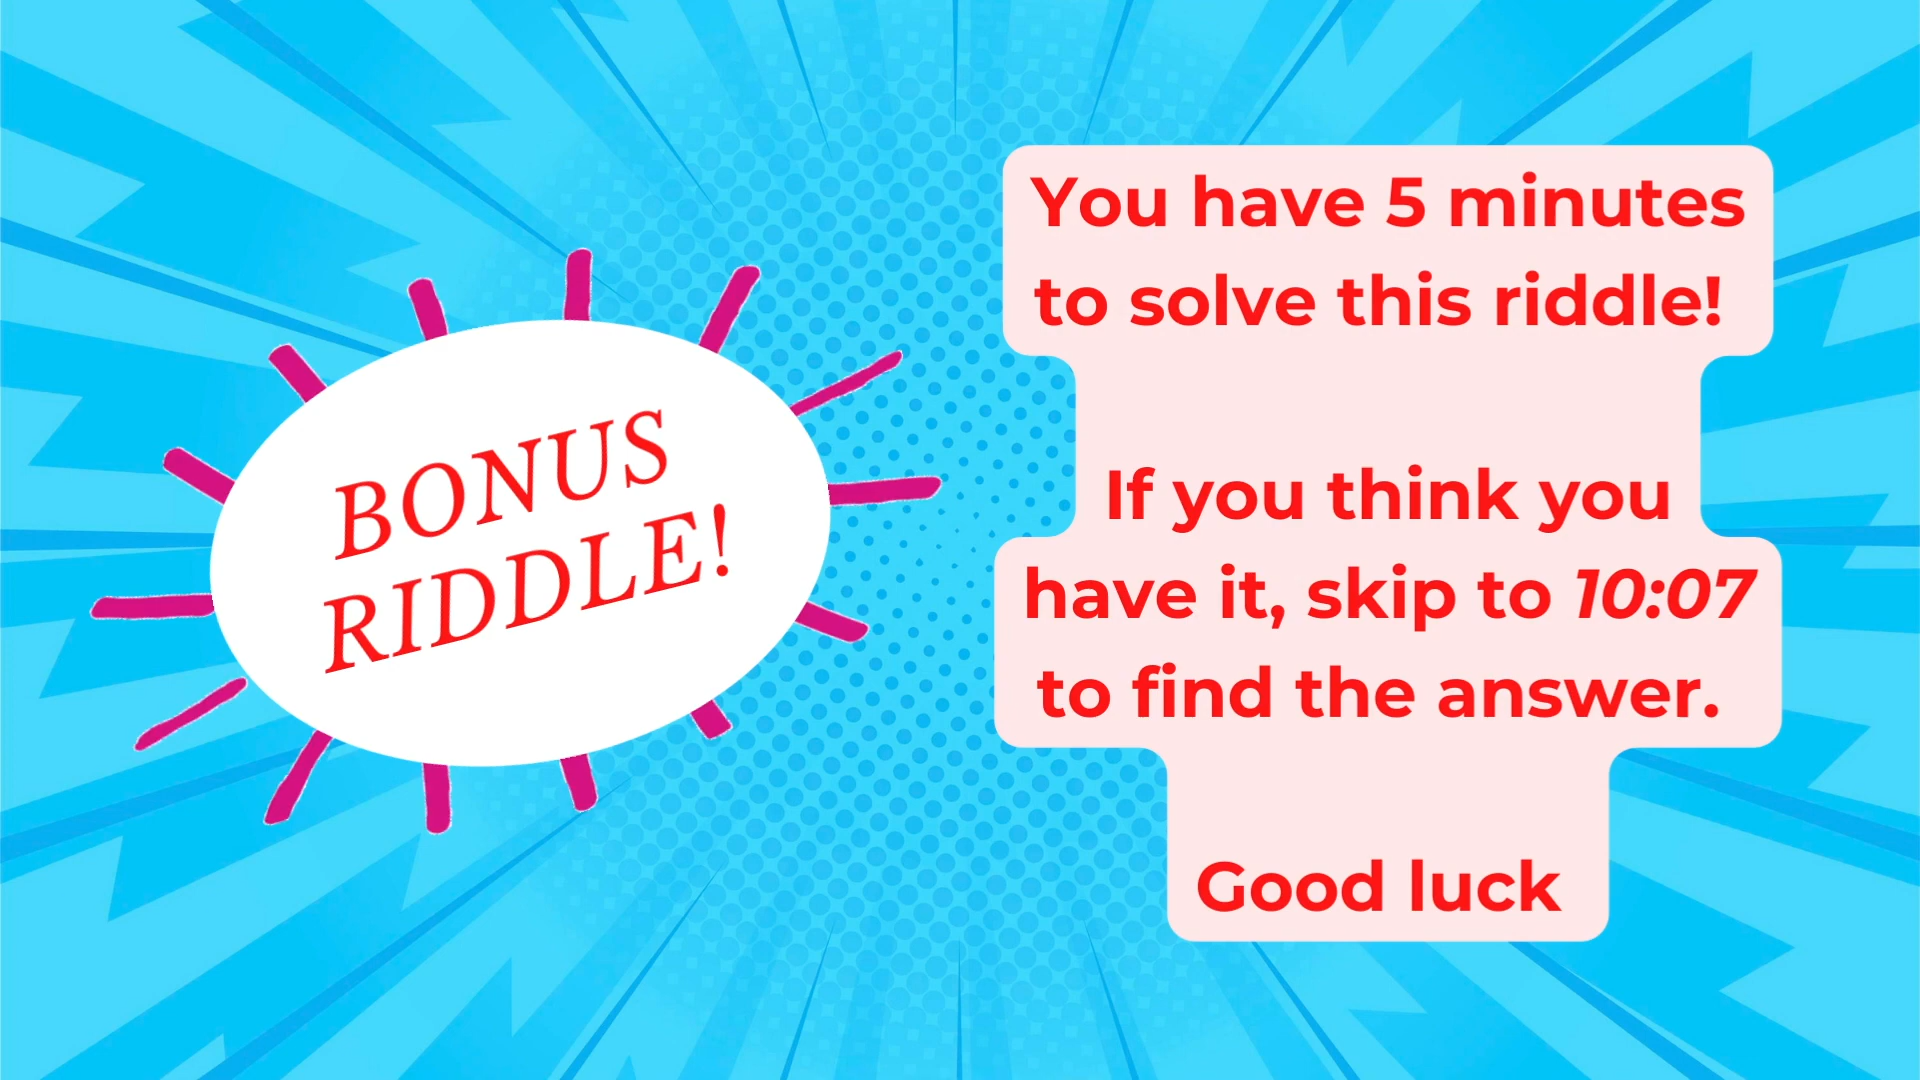 BONUS
RIDDLE!
You have 5 minutes
to solve this riddle!
If you think you
have it, skip to 10:07
to find the answer.
Good luck